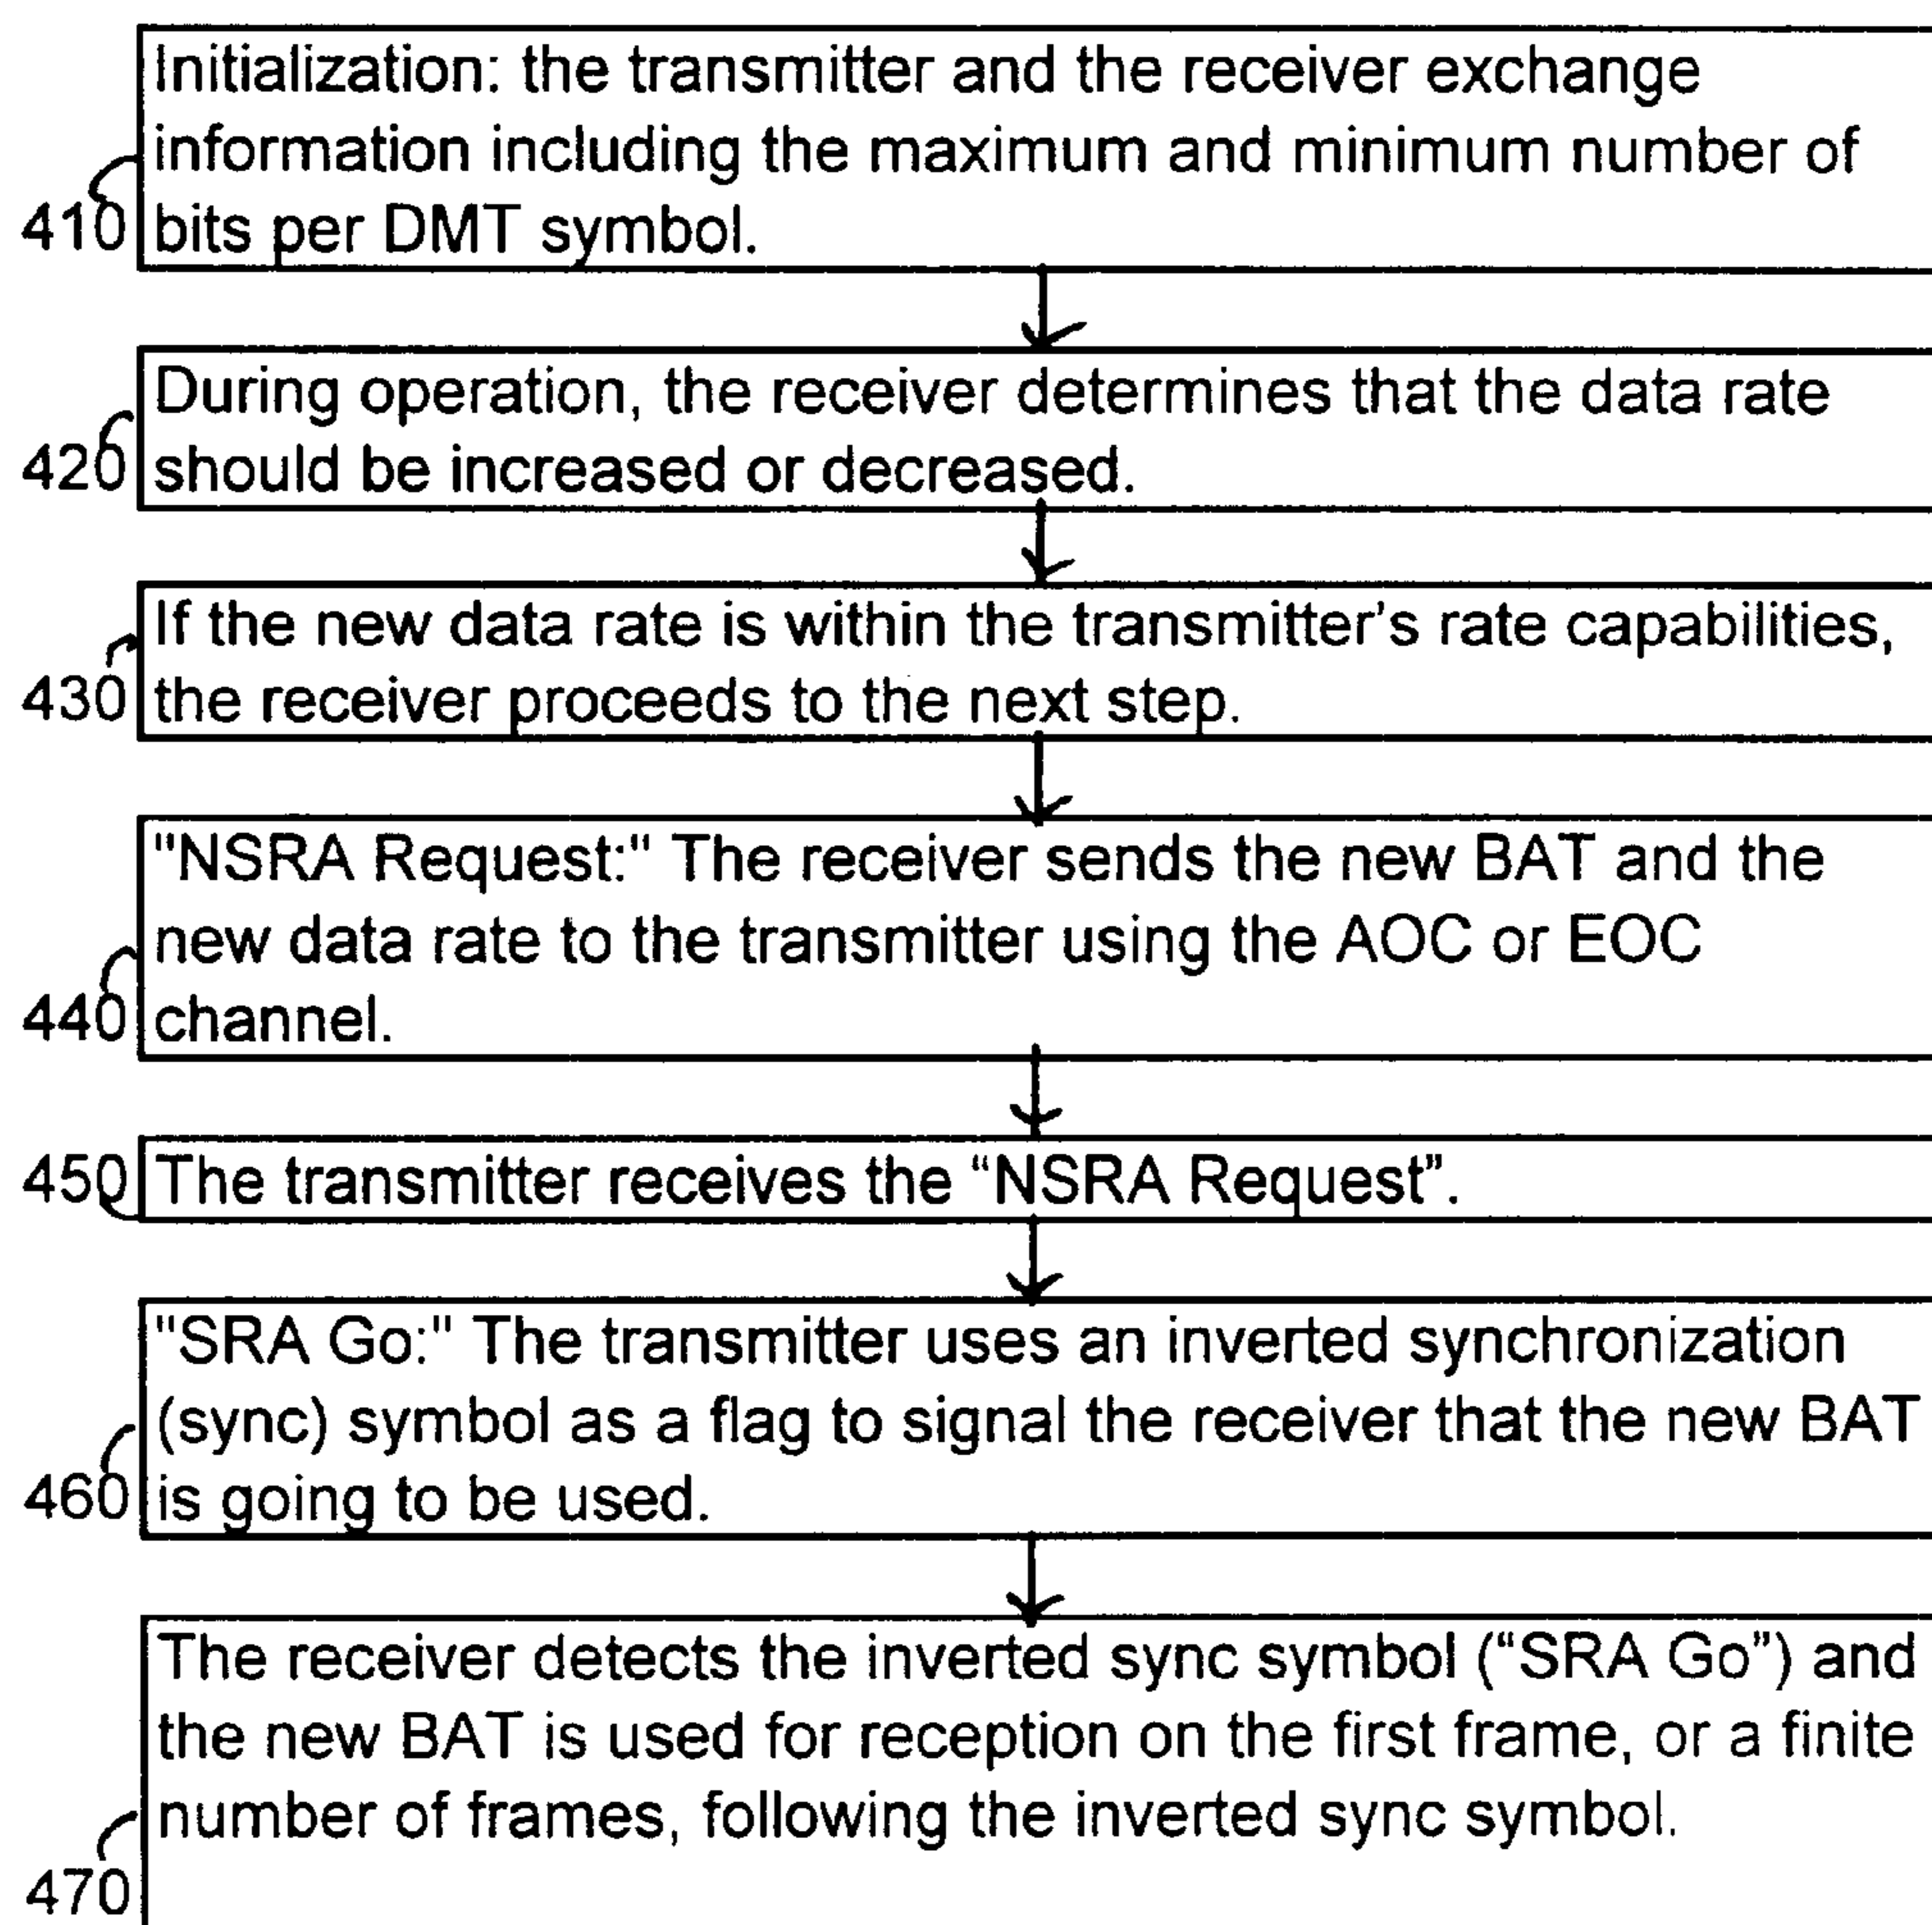 Initialization: the transmitter and the receiver exchange
information including the maximum and minimum number of
410 bits per DMT symbol.
During operation, the receiver determines that the data rate
420 should be increased or decreased.
If the new data rate is within the transmitter's rate capabilities,
430 the receiver proceeds to the next step.
"NSRA Request:" The receiver sends the new BAT and the
new data rate to the transmitter using the AOC or EOC
440 channel.
450 The transmitter receives the “NSRA Request”.
"SRA Go:" The transmitter uses an inverted synchronization
(sync) symbol as a flag to signal the receiver that the new BAT
460 is going to be used.
The receiver detects the inverted sync symbol (“SRA Go”) and
the new BAT is used for reception on the first frame, or a finite
number of frames, following the inverted sync symbol.
470